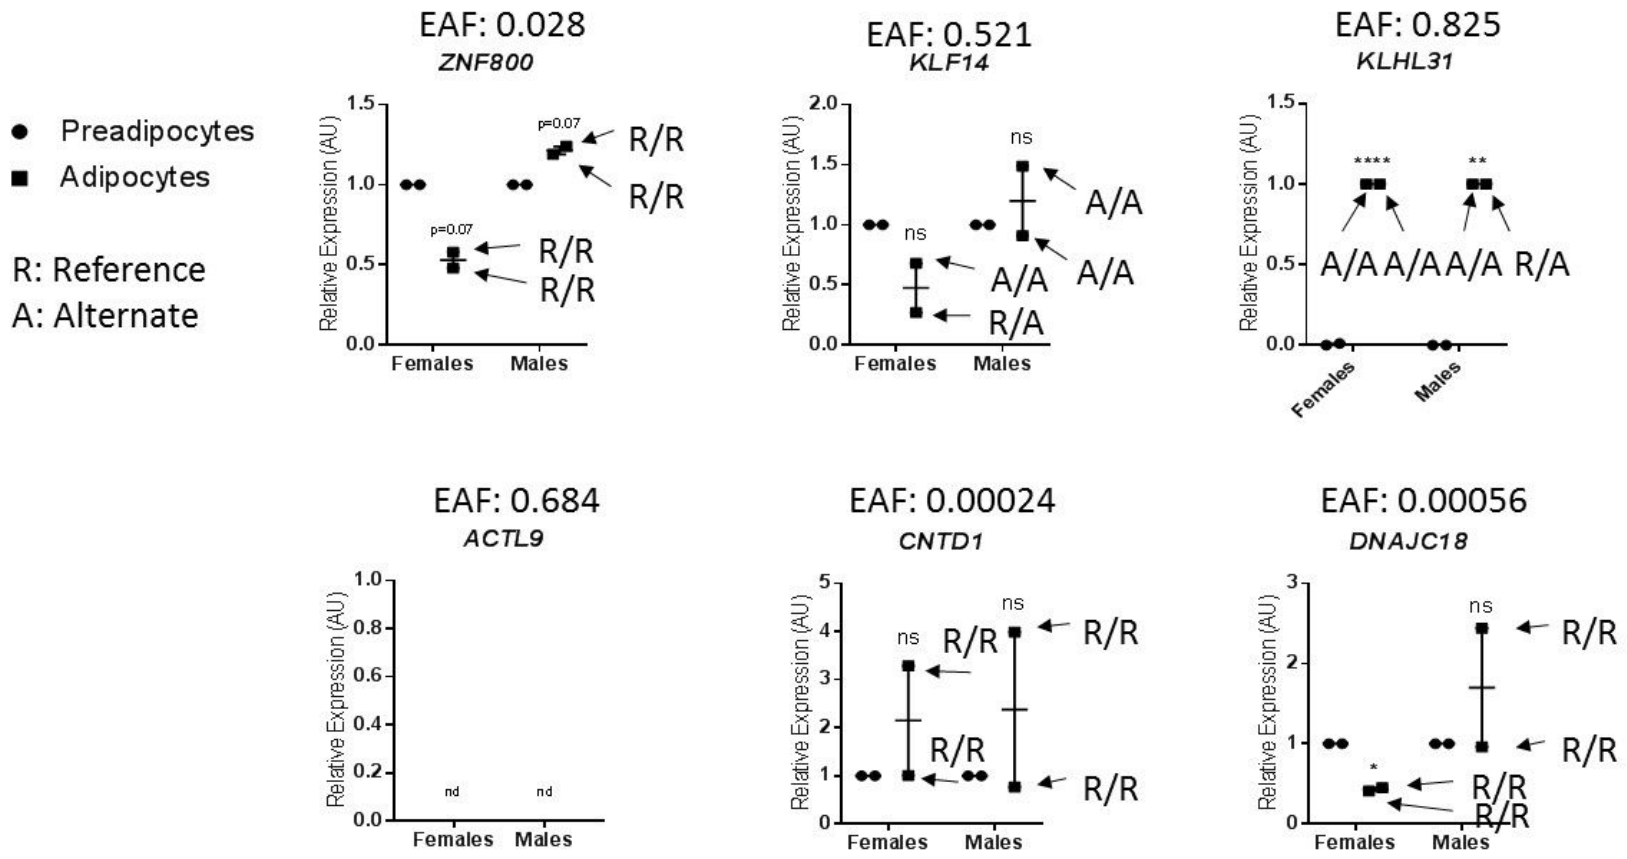 EAF: 0.028
ZNF800
Preadipocytes
Adipocytes
R: Reference
A: Alternate
Relative Expression (AU)
1.5
1.0
0.5
0.0
p=0.07
p=0.07
R/R
R/R
R/R
R/R
Females Males
EAF: 0.521
KLF14
Relative Expression (AU)
2.0
1.5
1.0
0.5
0.0
ns
ns
A/A
A/A
A/A
R/A
Females Males
EAF: 0.825
KLHL31
Relative Expression (AU)
1.5
1.0
0.5
0.0
**** **
A/A A/A A/A R/A
Females Males
EAF: 0.684
ACTL9
Relative Expression (AU)
1.0
0.8
0.6
0.4
0.2
0.0
nd nd
Females Males
EAF: 0.00024
CNTD1
Relative Expression (AU)
5
4
3
2
1
0
ns
ns
R/R
R/R
R/R
R/R
Females Males
EAF: 0.00056
DNAJC18
Relative Expression (AU)
3
2
1
0
ns
*
R/R
R/R
R/R
R/R
Females Males